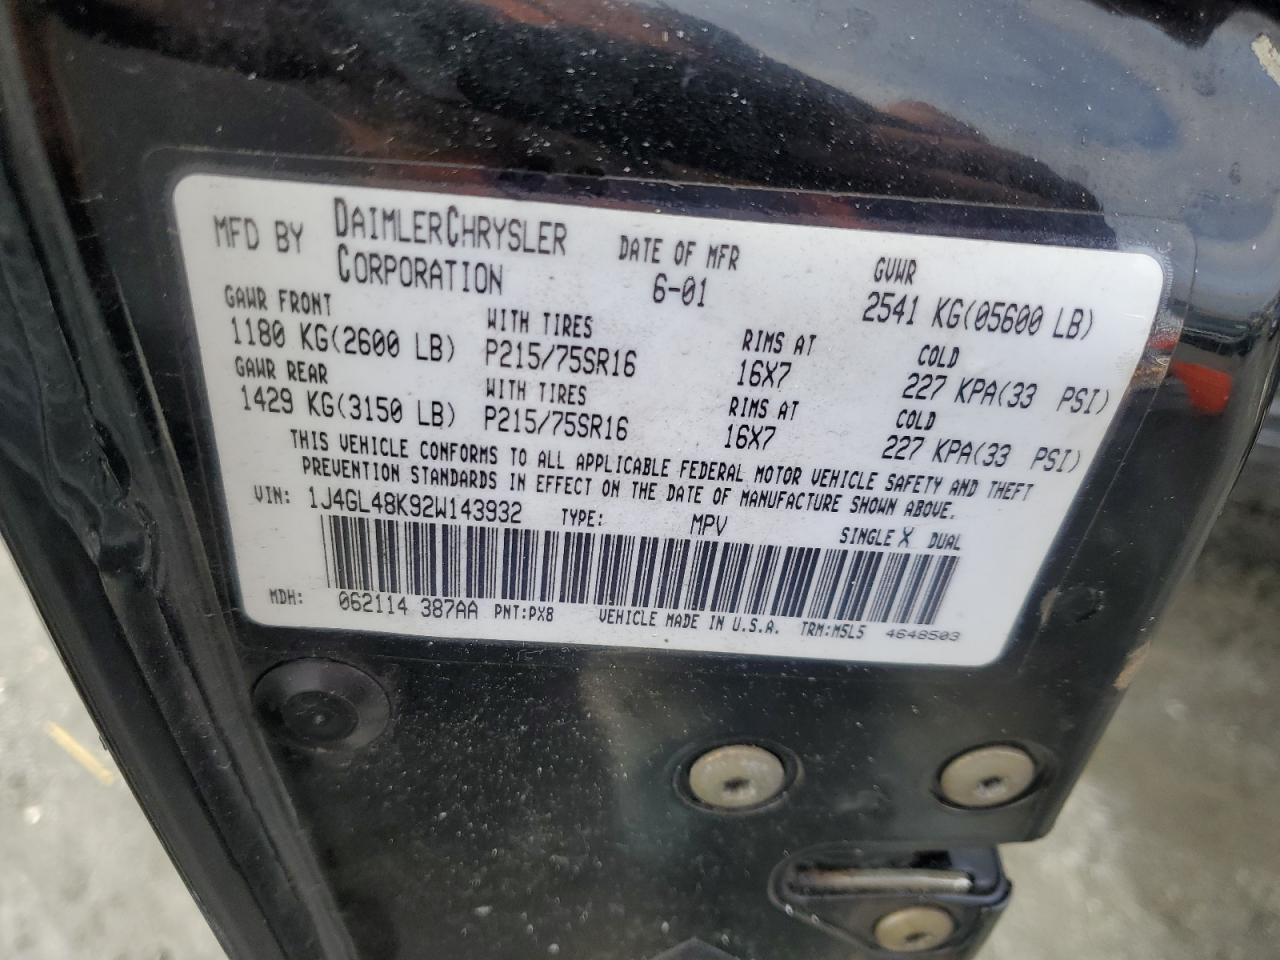 MFD BY DAIMLERCHRYSLER CORPORATION DATE OF MFR 6-01 GVWR 2541 KG(05600 LB)
GAWR FRONT WITH TIRES RIMS AT COLD
1180 KG(2600 LB) P215/75SR16 16X7 227 KPA(33 PSI)
GAWR REAR WITH TIRES RIMS AT COLD
1429 KG(3150 LB) P215/75SR16 16X7 227 KPA(33 PSI)
THIS VEHICLE CONFORMS TO ALL APPLICABLE FEDERAL MOTOR VEHICLE SAFETY AND THEFT
PREVENTION STANDARDS IN EFFECT ON THE DATE OF MANUFACTURE SHOWN ABOVE.
VIN: 1J4GL48K92W143932 TYPE: MPV SINGLE X DUAL
MDH: 062114 387AA PNT:PX8 VEHICLE MADE IN U.S.A. TRM:M5L5 4648503